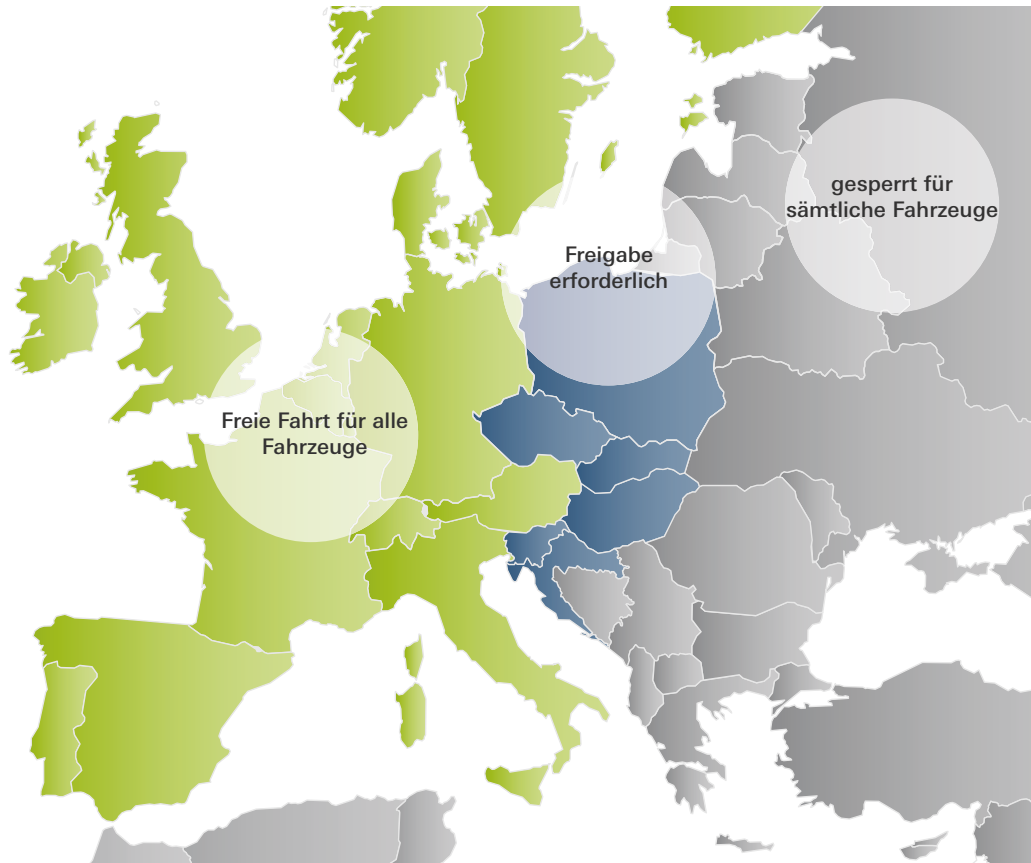 gesperrt für
sämtliche Fahrzeuge
Freigabe
erforderlich
Freie Fahrt für alle
Fahrzeuge